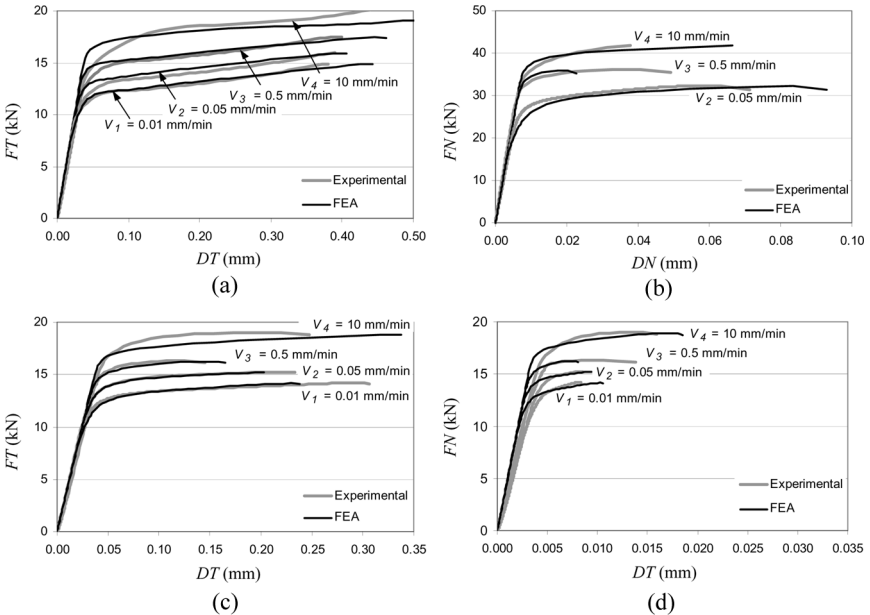 20
15
10
5
0
FT (kN)
V4 = 10 mm/min
V3 = 0.5 mm/min
V2 = 0.05 mm/min
V1 = 0.01 mm/min
Experimental
FEA
0.00 0.10 0.20 0.30 0.40 0.50
DT (mm)
(a)
50
40
30
20
10
0
FN (kN)
V4 = 10 mm/min
V3 = 0.5 mm/min
V2 = 0.05 mm/min
Experimental
FEA
0.00 0.02 0.04 0.06 0.08 0.10
DN (mm)
(b)
20
15
10
5
0
FT (kN)
V4 = 10 mm/min
V3 = 0.5 mm/min
V2 = 0.05 mm/min
V1 = 0.01 mm/min
Experimental
FEA
0.00 0.05 0.10 0.15 0.20 0.25 0.30 0.35
DT (mm)
(c)
20
15
10
5
0
FN (kN)
V4 = 10 mm/min
V3 = 0.5 mm/min
V2 = 0.05 mm/min
V1 = 0.01 mm/min
Experimental
FEA
0.000 0.005 0.010 0.015 0.020 0.025 0.030 0.035
DT (mm)
(d)